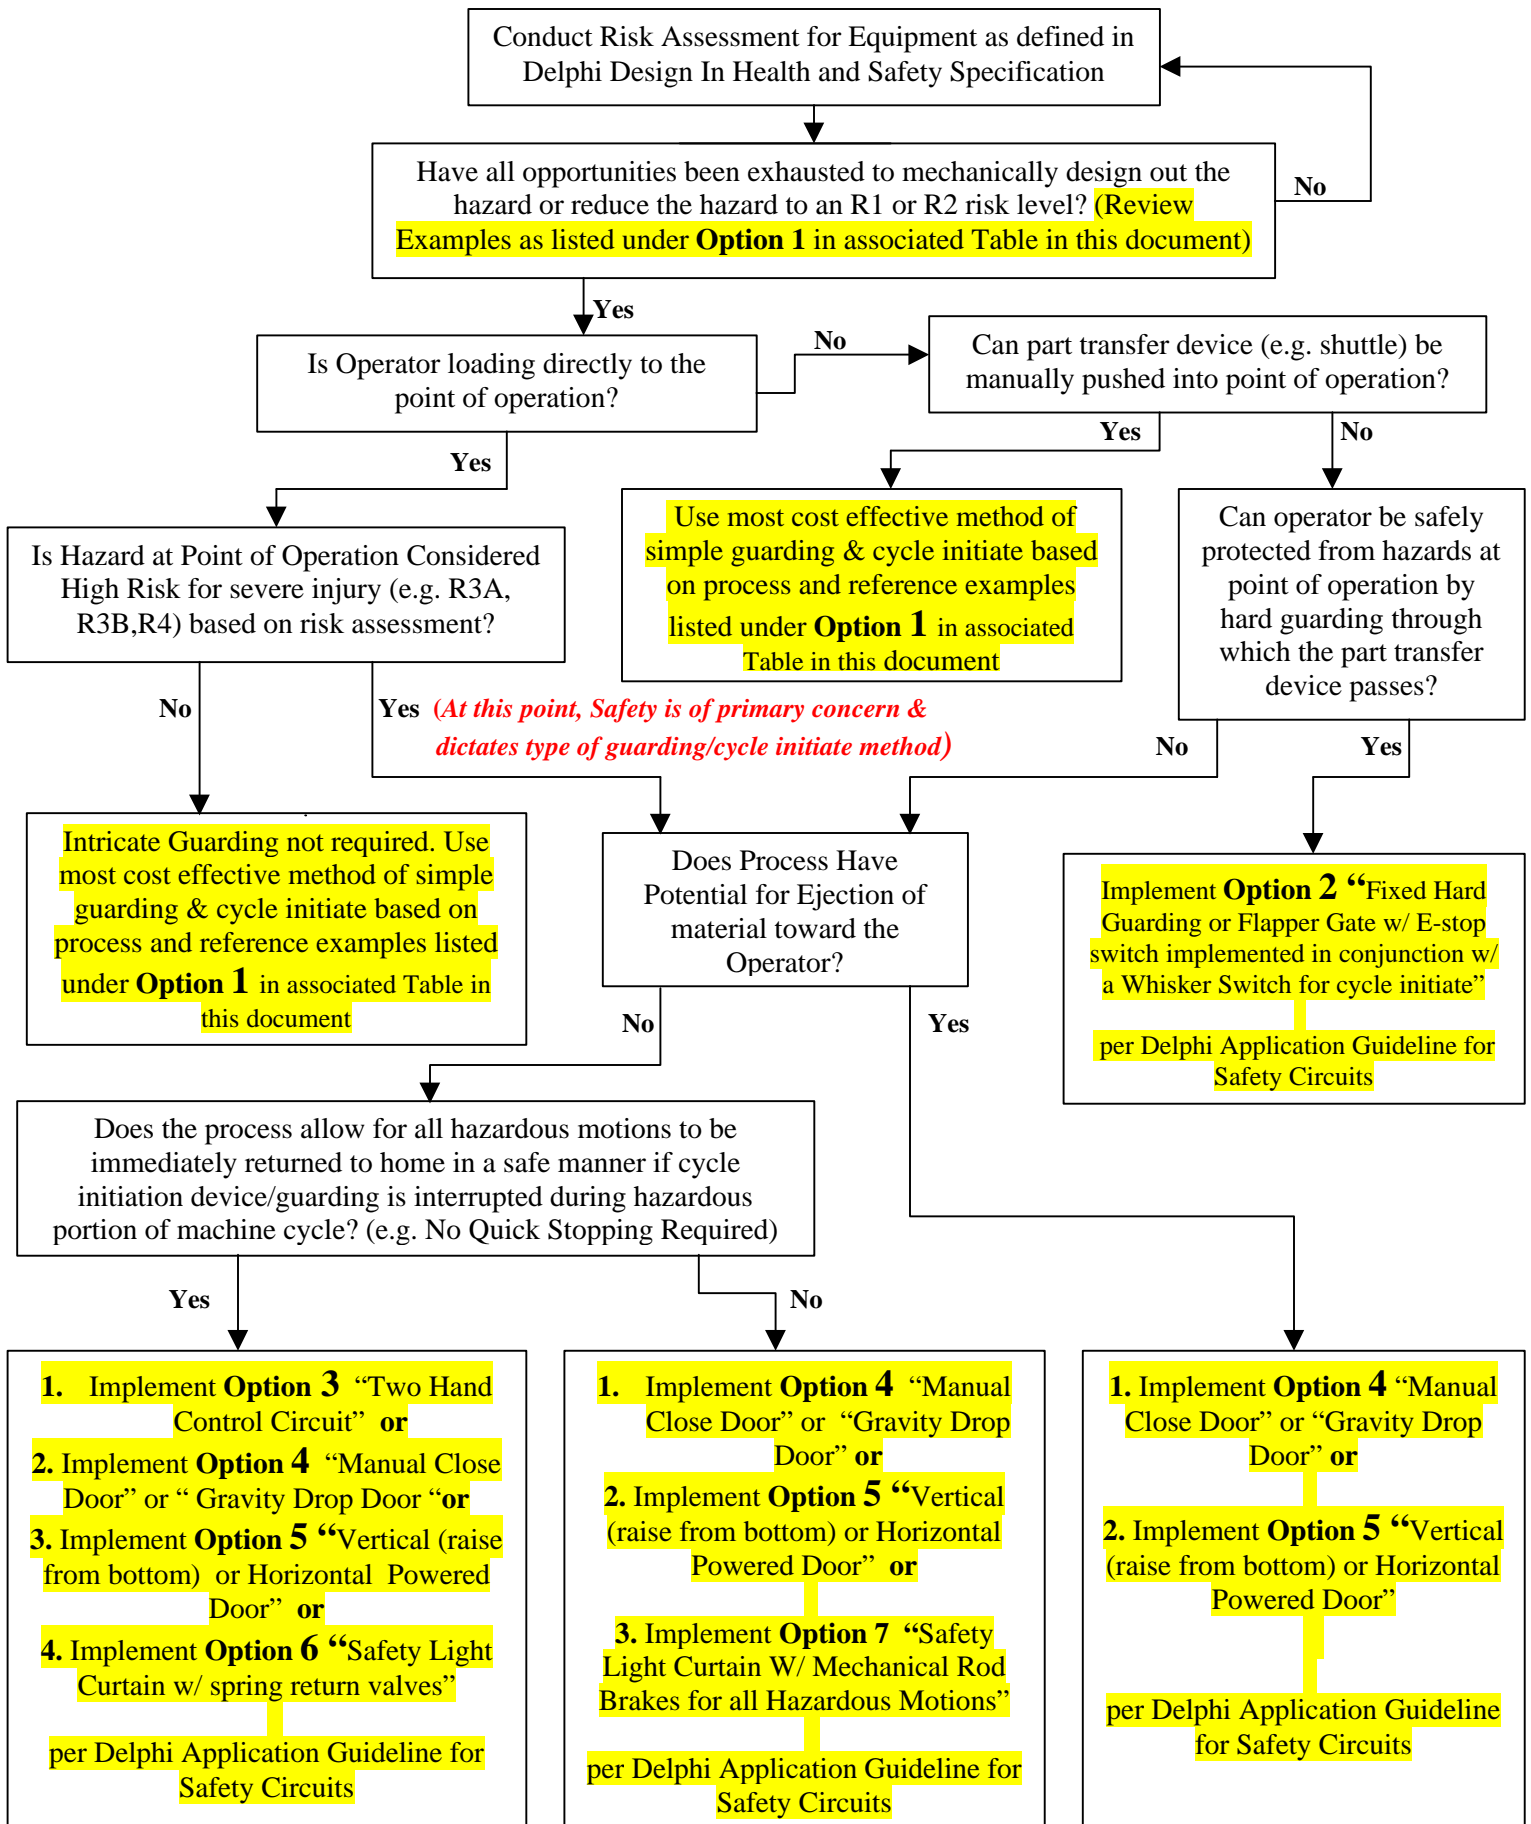 Conduct Risk Assessment for Equipment as defined in
Delphi Design In Health and Safety Specification
Have all opportunities been exhausted to mechanically design out the
hazard or reduce the hazard to an R1 or R2 risk level? (Review
Examples as listed under Option 1 in associated Table in this document)
No
Yes
Is Operator loading directly to the
point of operation?
No
Can part transfer device (e.g. shuttle) be
manually pushed into point of operation?
Yes
Yes
No
Is Hazard at Point of Operation Considered
High Risk for severe injury (e.g. R3A,
R3B,R4) based on risk assessment?
Use most cost effective method of
simple guarding & cycle initiate based
on process and reference examples
listed under Option 1 in associated
Table in this document
Can operator be safely
protected from hazards at
point of operation by
hard guarding through
which the part transfer
device passes?
No
Yes (At this point, Safety is of primary concern &
dictates type of guarding/cycle initiate method)
No
Yes
Intricate Guarding not required. Use
most cost effective method of simple
guarding & cycle initiate based on
process and reference examples listed
under Option 1 in associated Table in
this document
Does Process Have
Potential for Ejection of
material toward the
Operator?
Implement Option 2 “Fixed Hard
Guarding or Flapper Gate w/ E-stop
switch implemented in conjunction w/
a Whisker Switch for cycle initiate”
per Delphi Application Guideline for
Safety Circuits
No
Yes
Does the process allow for all hazardous motions to be
immediately returned to home in a safe manner if cycle
initiation device/guarding is interrupted during hazardous
portion of machine cycle? (e.g. No Quick Stopping Required)
Yes
No
1. Implement Option 3 “Two Hand
Control Circuit” or
2. Implement Option 4 “Manual Close
Door” or “ Gravity Drop Door “or
3. Implement Option 5 “Vertical (raise
from bottom) or Horizontal Powered
Door” or
4. Implement Option 6 “Safety Light
Curtain w/ spring return valves”
per Delphi Application Guideline for
Safety Circuits
1. Implement Option 4 “Manual
Close Door” or “Gravity Drop
Door” or
2. Implement Option 5 “Vertical
(raise from bottom) or Horizontal
Powered Door” or
3. Implement Option 7 “Safety
Light Curtain W/ Mechanical Rod
Brakes for all Hazardous Motions”
per Delphi Application Guideline for
Safety Circuits
1. Implement Option 4 “Manual
Close Door” or “Gravity Drop
Door” or
2. Implement Option 5 “Vertical
(raise from bottom) or Horizontal
Powered Door”
per Delphi Application Guideline
for Safety Circuits